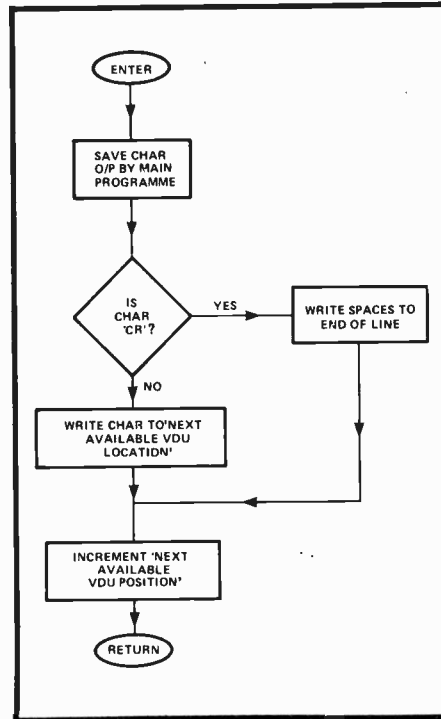 ENTER
SAVE CHAR
O/P BY MAIN
PROGRAMME
IS
CHAR
'CR'?
YES
WRITE SPACES TO
END OF LINE
NO
WRITE CHAR TO'NEXT
AVAILABLE VDU
LOCATION'
INCREMENT 'NEXT
AVAILABLE
VDU POSITION'
RETURN